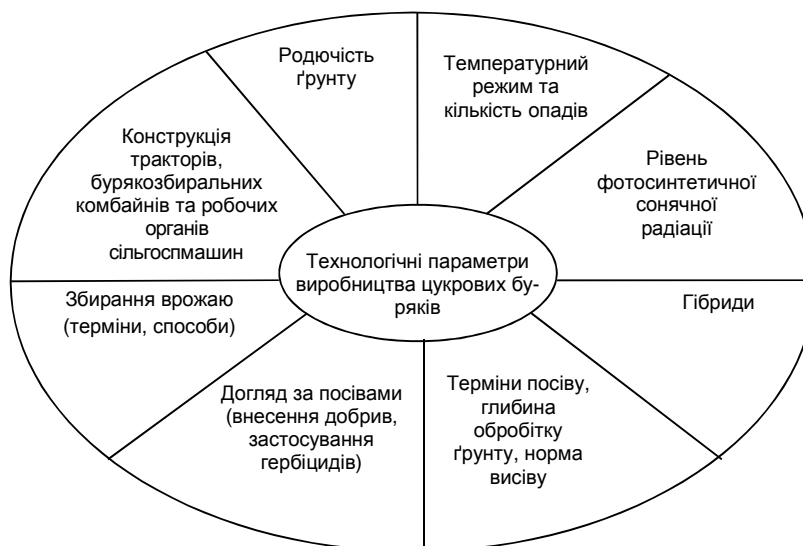 Родючість
ґрунту
Температурний
режим та
кількість опадів
Конструкція
тракторів,
бурякозбиральних
комбайнів та робочих
органів
сільгоспмашин
Рівень
фотосинтетичної
сонячної
радіації
Технологічні параметри
виробництва цукрових бу-
ряків
Збирання врожаю
(терміни, способи)
Гібриди
Догляд за посівами
(внесення добрив,
застосування
гербіцидів)
Терміни посіву,
глибина
обробітку
ґрунту, норма
висіву